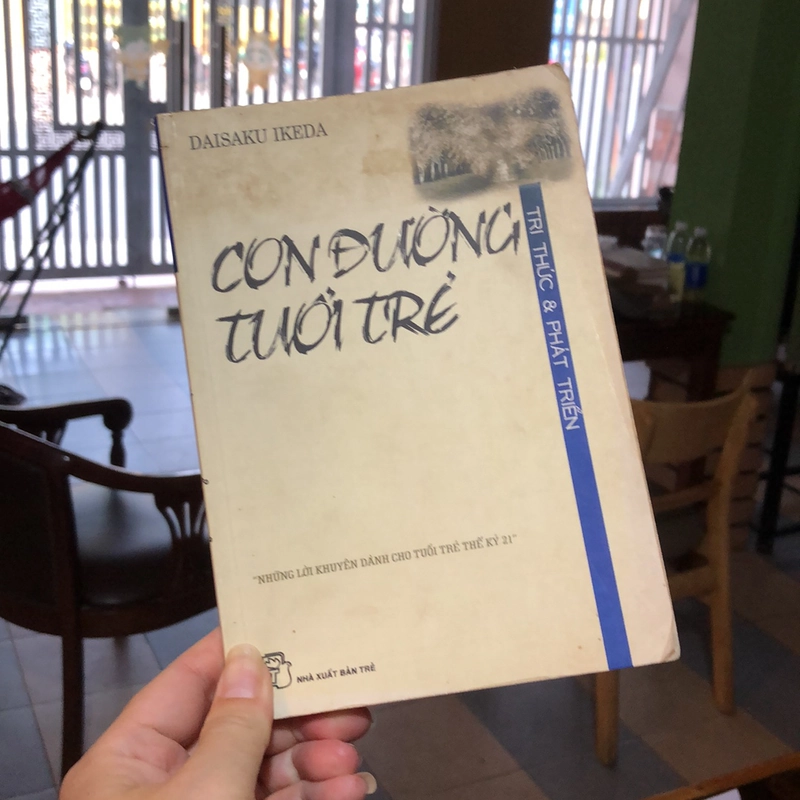 DAISAKU IKEDA
CON ĐƯỜNG
TUỔI TRẺ
TRI THỨC & PHÁT TRIỂN
"NHỮNG LỜI KHUYÊN DÀNH CHO TUỔI TRẺ THẾ KỶ 21"
NHÀ XUẤT BẢN TRẺ